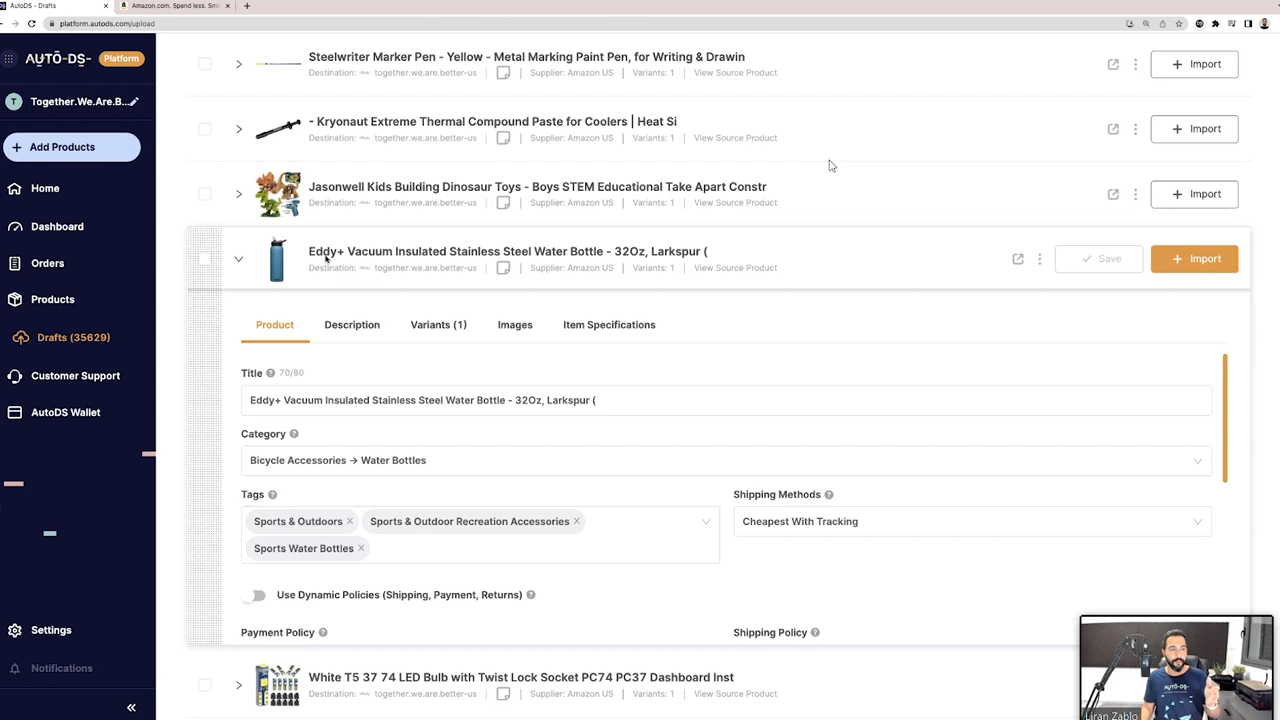 AutoDS - Drafts
Amazon.com. Spend less. Smi
platform.autods.com/upload
AUTO-DS- Platform
T Together.We.Are.B...
+ Add Products
Home
Dashboard
Orders
Products
Drafts (35629)
Customer Support
AutoDS Wallet
Settings
Notifications
Steelwriter Marker Pen - Yellow - Metal Marking Paint Pen, for Writing & Drawin
Destination: together.we.are.better-us | Supplier: Amazon US | Variants: 1 | View Source Product
+ Import
- Kryonaut Extreme Thermal Compound Paste for Coolers | Heat Si
Destination: together.we.are.better-us | Supplier: Amazon US | Variants: 1 | View Source Product
+ Import
Jasonwell Kids Building Dinosaur Toys - Boys STEM Educational Take Apart Constr
Destination: together.we.are.better-us | Supplier: Amazon US | Variants: 1 | View Source Product
+ Import
Eddy+ Vacuum Insulated Stainless Steel Water Bottle - 32Oz, Larkspur (
Destination: together.we.are.better-us | Supplier: Amazon US | Variants: 1 | View Source Product
Save
+ Import
Product Description Variants (1) Images Item Specifications
Title 70/80
Eddy+ Vacuum Insulated Stainless Steel Water Bottle - 32Oz, Larkspur (
Category
Bicycle Accessories → Water Bottles
Tags
Sports & Outdoors × Sports & Outdoor Recreation Accessories ×
Sports Water Bottles ×
Shipping Methods
Cheapest With Tracking
Use Dynamic Policies (Shipping, Payment, Returns)
Payment Policy
Shipping Policy
White T5 37 74 LED Bulb with Twist Lock Socket PC74 PC37 Dashboard Inst
Destination: together.we.are.better-us | Supplier: Amazon US | Variants: 1 | View Source Product
AUTO-DS-
Liran Zablo